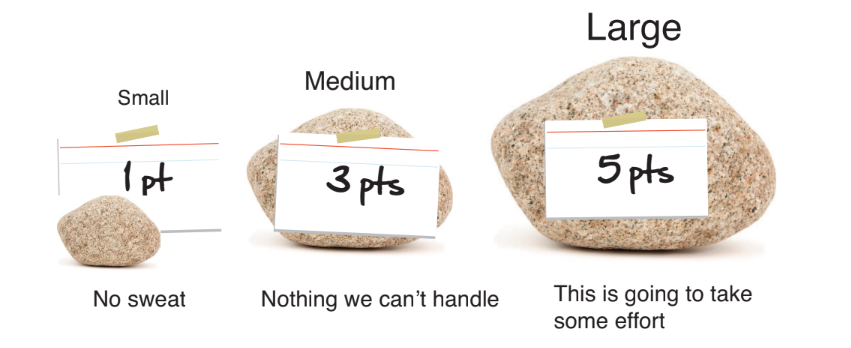 Small
Medium
Large
1 pt
3 pts
5 pts
No sweat
Nothing we can't handle
This is going to take
some effort